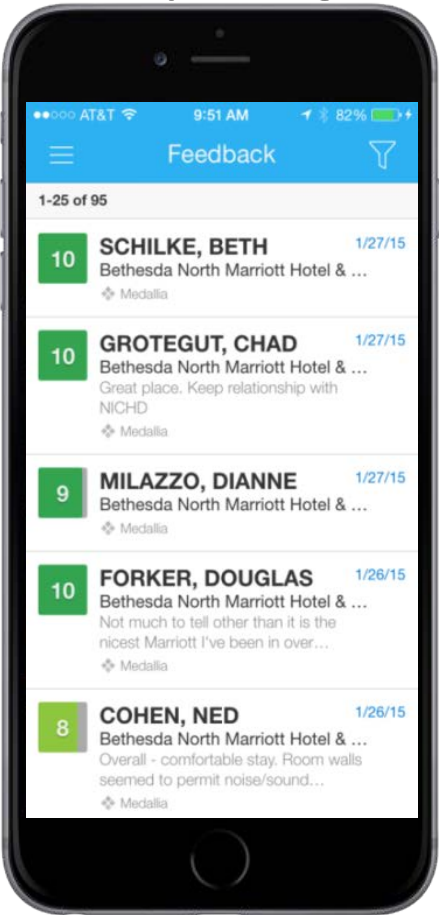 AT&T 9:51 AM 82%
Feedback
1-25 of 95
10 SCHILKE, BETH 1/27/15
Bethesda North Marriott Hotel & ...
Medallia
10 GROTEGUT, CHAD 1/27/15
Bethesda North Marriott Hotel & ...
Great place. Keep relationship with
NICHD
Medallia
9 MILAZZO, DIANNE 1/27/15
Bethesda North Marriott Hotel & ...
Medallia
10 FORKER, DOUGLAS 1/26/15
Bethesda North Marriott Hotel & ...
Not much to tell other than it is the
nicest Marriott I've been in over...
Medallia
8 COHEN, NED 1/26/15
Bethesda North Marriott Hotel & ...
Overall - comfortable stay. Room walls
seemed to permit noise/sound...
Medallia